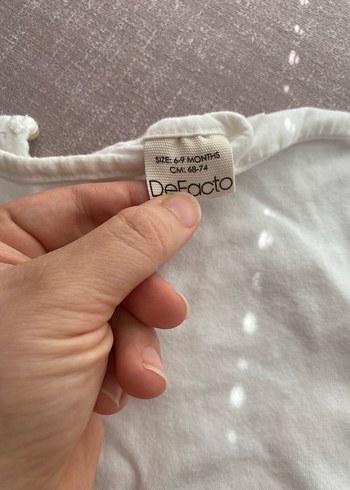 SIZE: 6-9 MONTHS
CM: 68-74
DeFacto